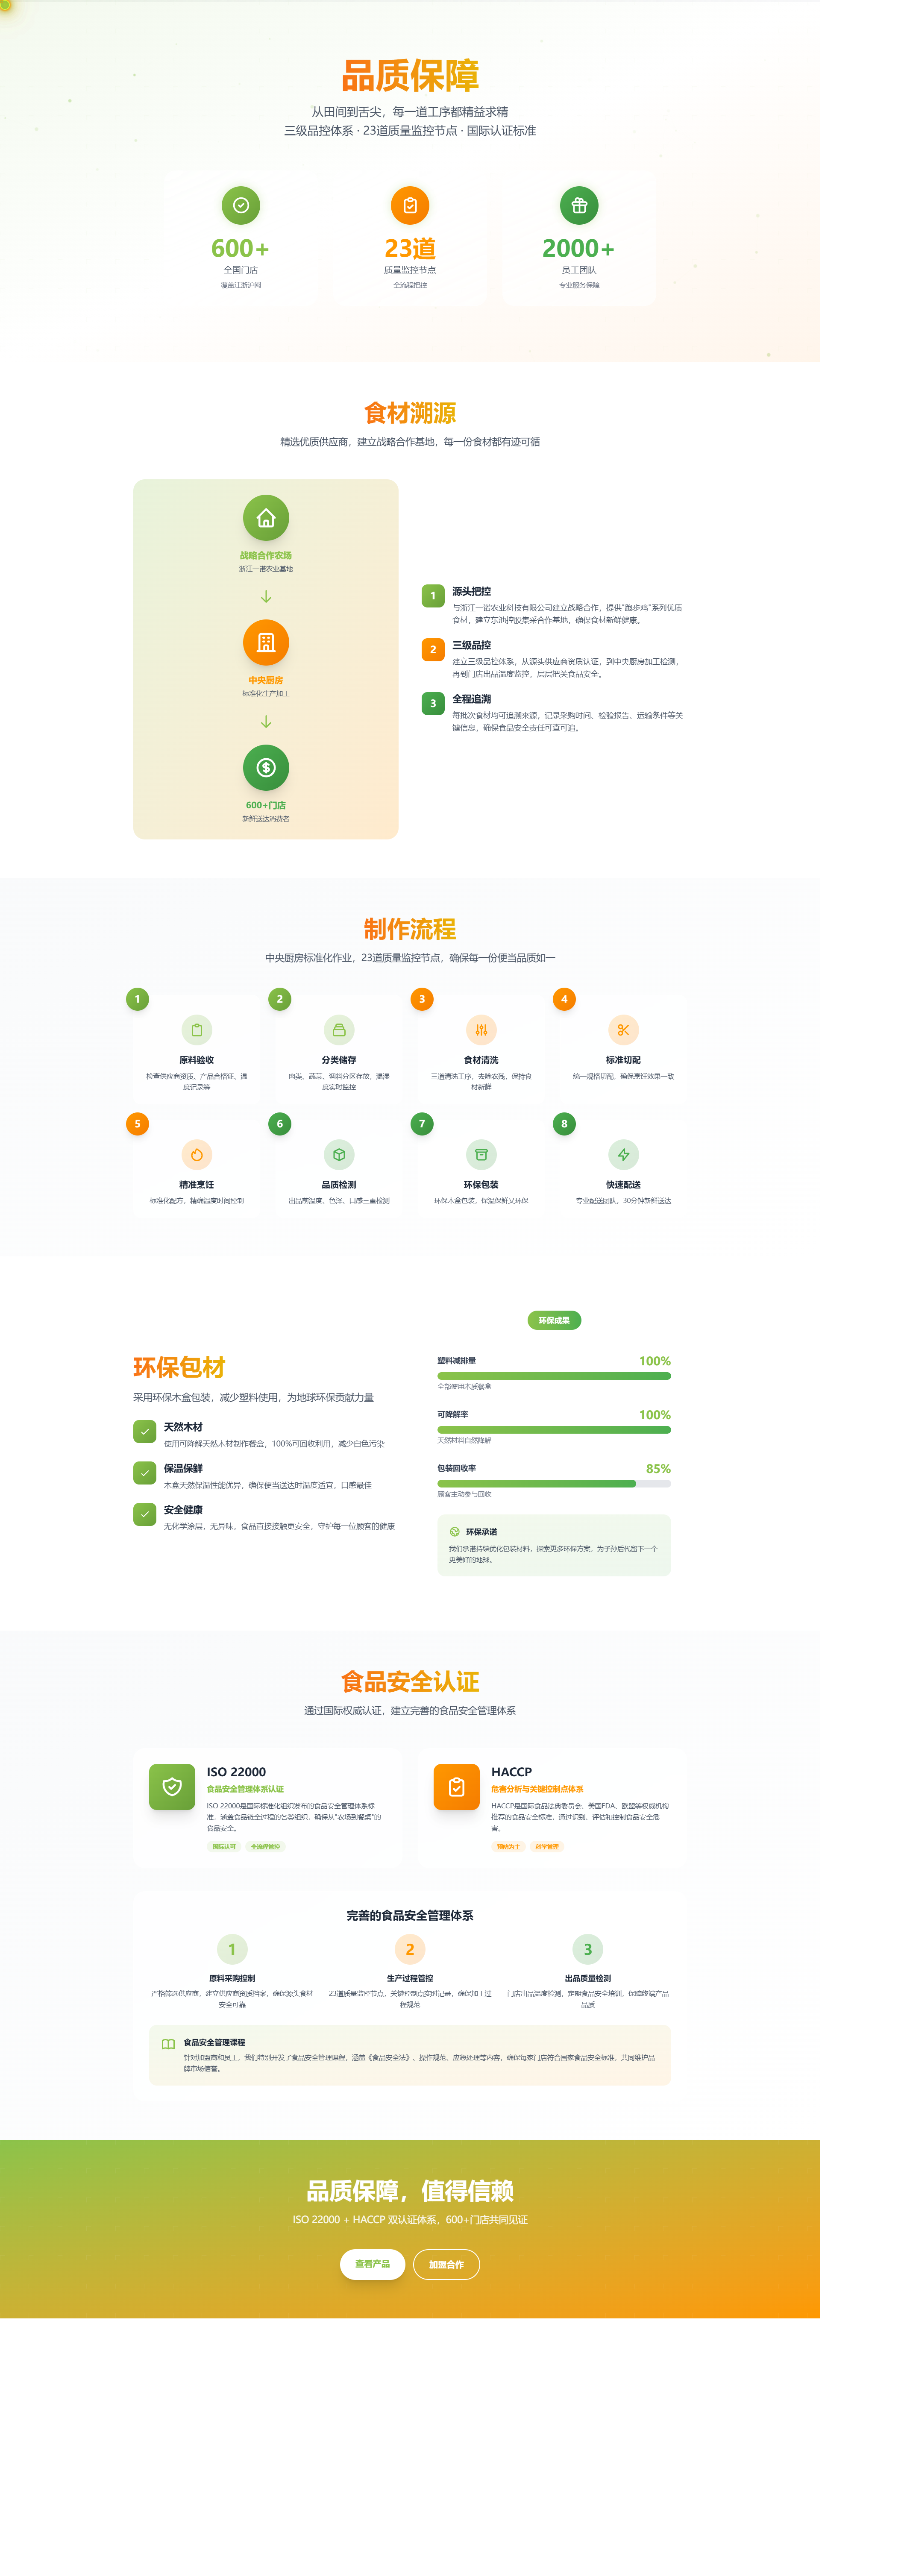 品质保障
从田间到舌尖，每一道工序都精益求精
三级品控体系 · 23道质量监控节点 · 国际认证标准
600+
全国门店
覆盖江浙沪闽
23道
质量监控节点
全流程把控
2000+
员工团队
专业服务保障
食材溯源
精选优质供应商，建立战略合作基地，每一份食材都有迹可循
战略合作农场
浙江一诺农业基地
中央厨房
标准化生产加工
600+门店
新鲜送达消费者
1
源头把控
与浙江一诺农业科技有限公司建立战略合作，提供"跑步鸡"系列优质
食材，建立东池控股集采合作基地，确保食材新鲜健康。
2
三级品控
建立三级品控体系，从源头供应商资质认证，到中央厨房加工检测，
再到门店出品温度监控，层层把关食品安全。
3
全程追溯
每批次食材均可追溯来源，记录采购时间、检验报告、运输条件等关
键信息，确保食品安全责任可查可追。
制作流程
中央厨房标准化作业，23道质量监控节点，确保每一份便当品质如一
1
原料验收
检查供应商资质、产品合格证、温
度记录等
2
分类储存
肉类、蔬菜、调料分区存放，温湿
度实时监控
3
食材清洗
三道清洗工序，去除农残，保持食
材新鲜
4
标准切配
统一规格切配，确保烹饪效果一致
5
精准烹饪
标准化配方，精确温度时间控制
6
品质检测
出品前温度、色泽、口感三重检测
7
环保包装
环保木盒包装，保温保鲜又环保
8
快速配送
专业配送团队，30分钟新鲜送达
环保包材
采用环保木盒包装，减少塑料使用，为地球环保贡献力量
天然木材
使用可降解天然木材制作餐盒，100%可回收利用，减少白色污染
保温保鲜
木盒天然保温性能优异，确保便当送达时温度适宜，口感最佳
安全健康
无化学涂层，无异味，食品直接接触更安全，守护每一位顾客的健康
环保成果
塑料减排量
100%
全部使用木质餐盒
可降解率
100%
天然材料自然降解
包装回收率
85%
顾客主动参与回收
环保承诺
我们承诺持续优化包装材料，探索更多环保方案，为子孙后代留下一个
更美好的地球。
食品安全认证
通过国际权威认证，建立完善的食品安全管理体系
ISO 22000
食品安全管理体系认证
ISO 22000是国际标准化组织发布的食品安全管理体系标
准，涵盖食品链全过程的各类组织，确保从"农场到餐桌"的
食品安全。
国际认可
全流程管控
HACCP
危害分析与关键控制点体系
HACCP是国际食品法典委员会、美国FDA、欧盟等权威机构
推荐的食品安全标准，通过识别、评估和控制食品安全危
害。
预防为主
科学管理
完善的食品安全管理体系
1
原料采购控制
严格筛选供应商，建立供应商资质档案，确保源头食材
安全可靠
2
生产过程管控
23道质量监控节点，关键控制点实时记录，确保加工过
程规范
3
出品质量检测
门店出品温度检测，定期食品安全培训，保障终端产品
品质
食品安全管理课程
针对加盟商和员工，我们特别开发了食品安全管理课程，涵盖《食品安全法》、操作规范、应急处理等内容，确保每家门店符合国家食品安全标准，共同维护品
牌市场信誉。
品质保障，值得信赖
ISO 22000 + HACCP 双认证体系，600+门店共同见证
查看产品
加盟合作